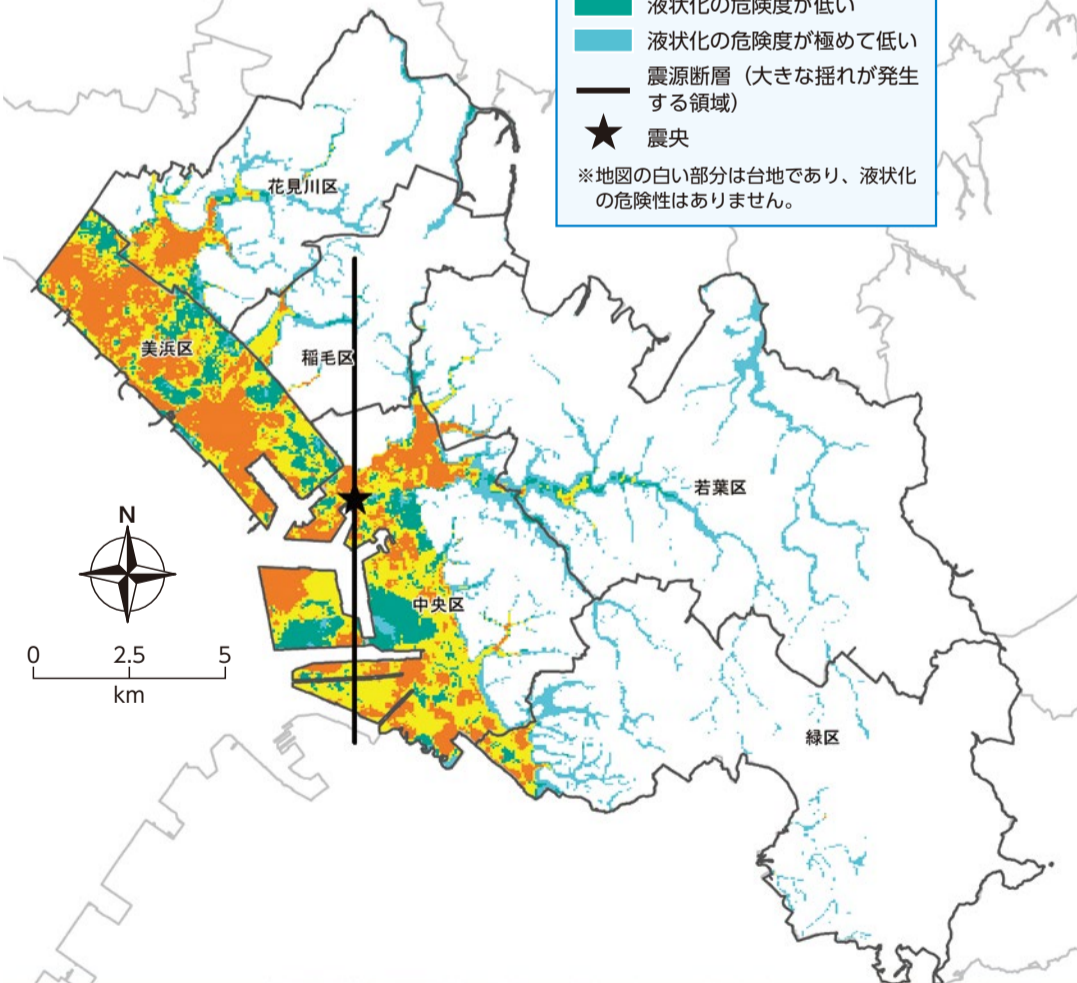 液状化の危険度が低い
液状化の危険度が極めて低い
震源断層（大きな揺れが発生
する領域）
震央
※地図の白い部分は台地であり、液状化
の危険性はありません。
花見川区
美浜区
稲毛区
若葉区
中央区
緑区
N
0 2.5 5
km